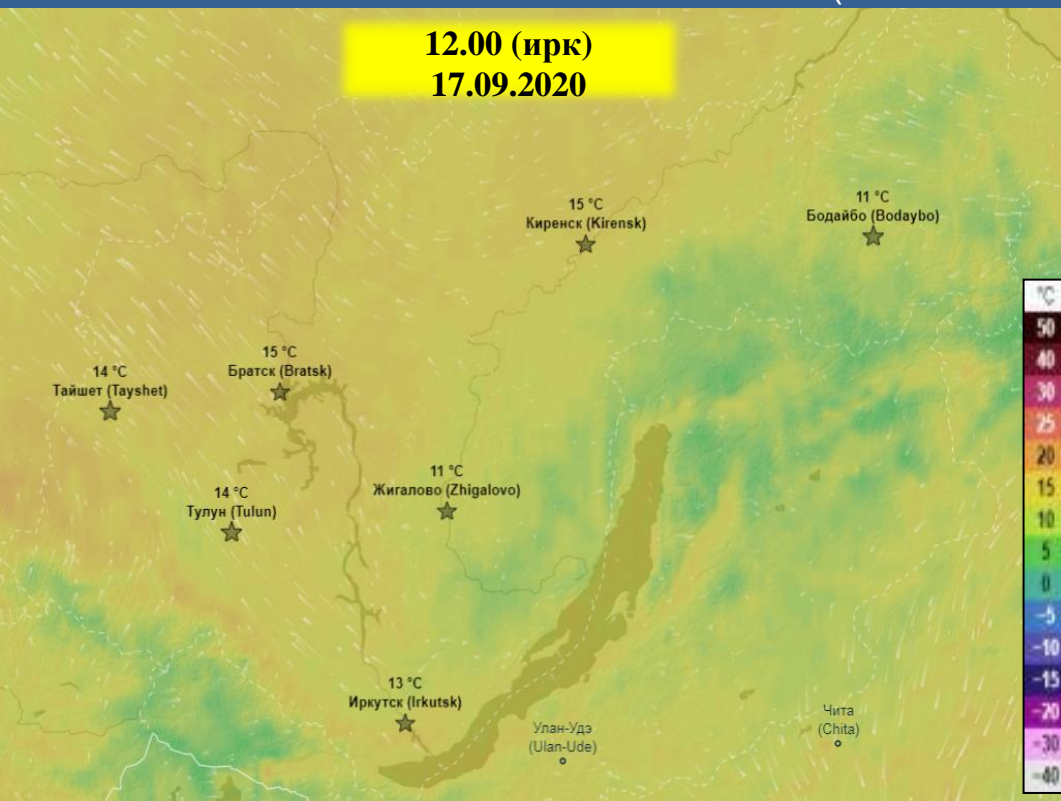 12.00 (ирк)
17.09.2020
15 °C
Киренск (Kirensk)
11 °C
Бодайбо (Bodaybo)
15 °C
Братск (Bratsk)
14 °C
Тайшет (Tayshet)
11 °C
Жигалово (Zhigalovo)
14 °C
Тулун (Tulun)
13 °C
Иркутск (Irkutsk)
Улан-Удэ
(Ulan-Ude)
Чита
(Chita)
°C
50
40
30
25
20
15
10
5
0
-5
-10
-15
-20
-30
-40